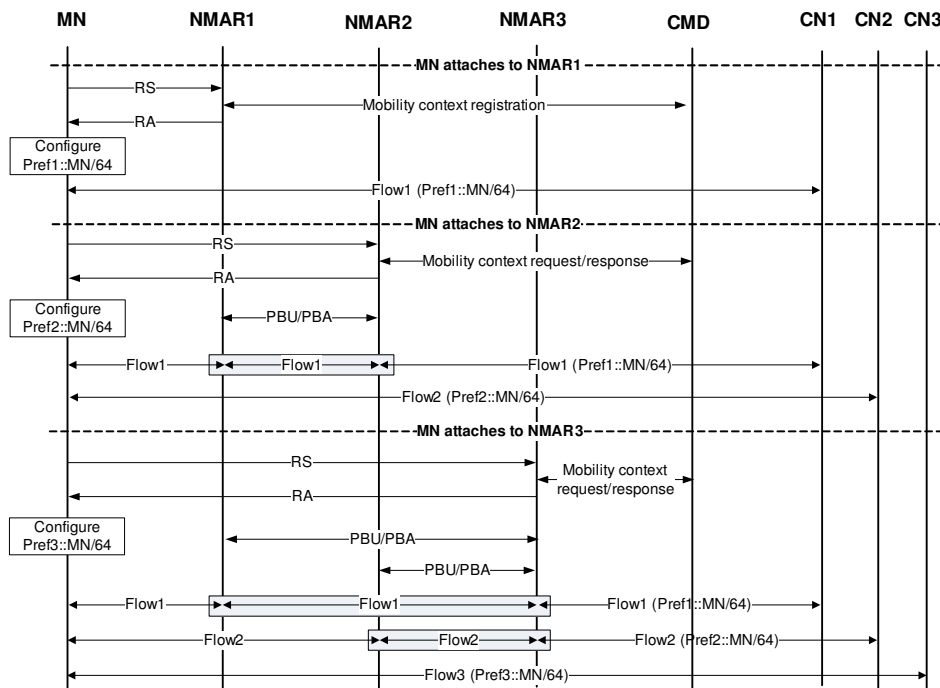 MN NMAR1 NMAR2 NMAR3 CMD CN1 CN2 CN3
MN attaches to NMAR1
RS
Mobility context registration
RA
Configure
Pref1::MN/64
Flow1 (Pref1::MN/64)
MN attaches to NMAR2
RS
Mobility context request/response
RA
Configure
Pref2::MN/64
PBU/PBA
Flow1 Flow1 Flow1 (Pref1::MN/64)
Flow2 (Pref2::MN/64)
MN attaches to NMAR3
RS
Mobility context
request/response
RA
Configure
Pref3::MN/64
PBU/PBA
PBU/PBA
Flow1 Flow1 Flow1 (Pref1::MN/64)
Flow2 Flow2 Flow2 (Pref2::MN/64)
Flow3 (Pref3::MN/64)